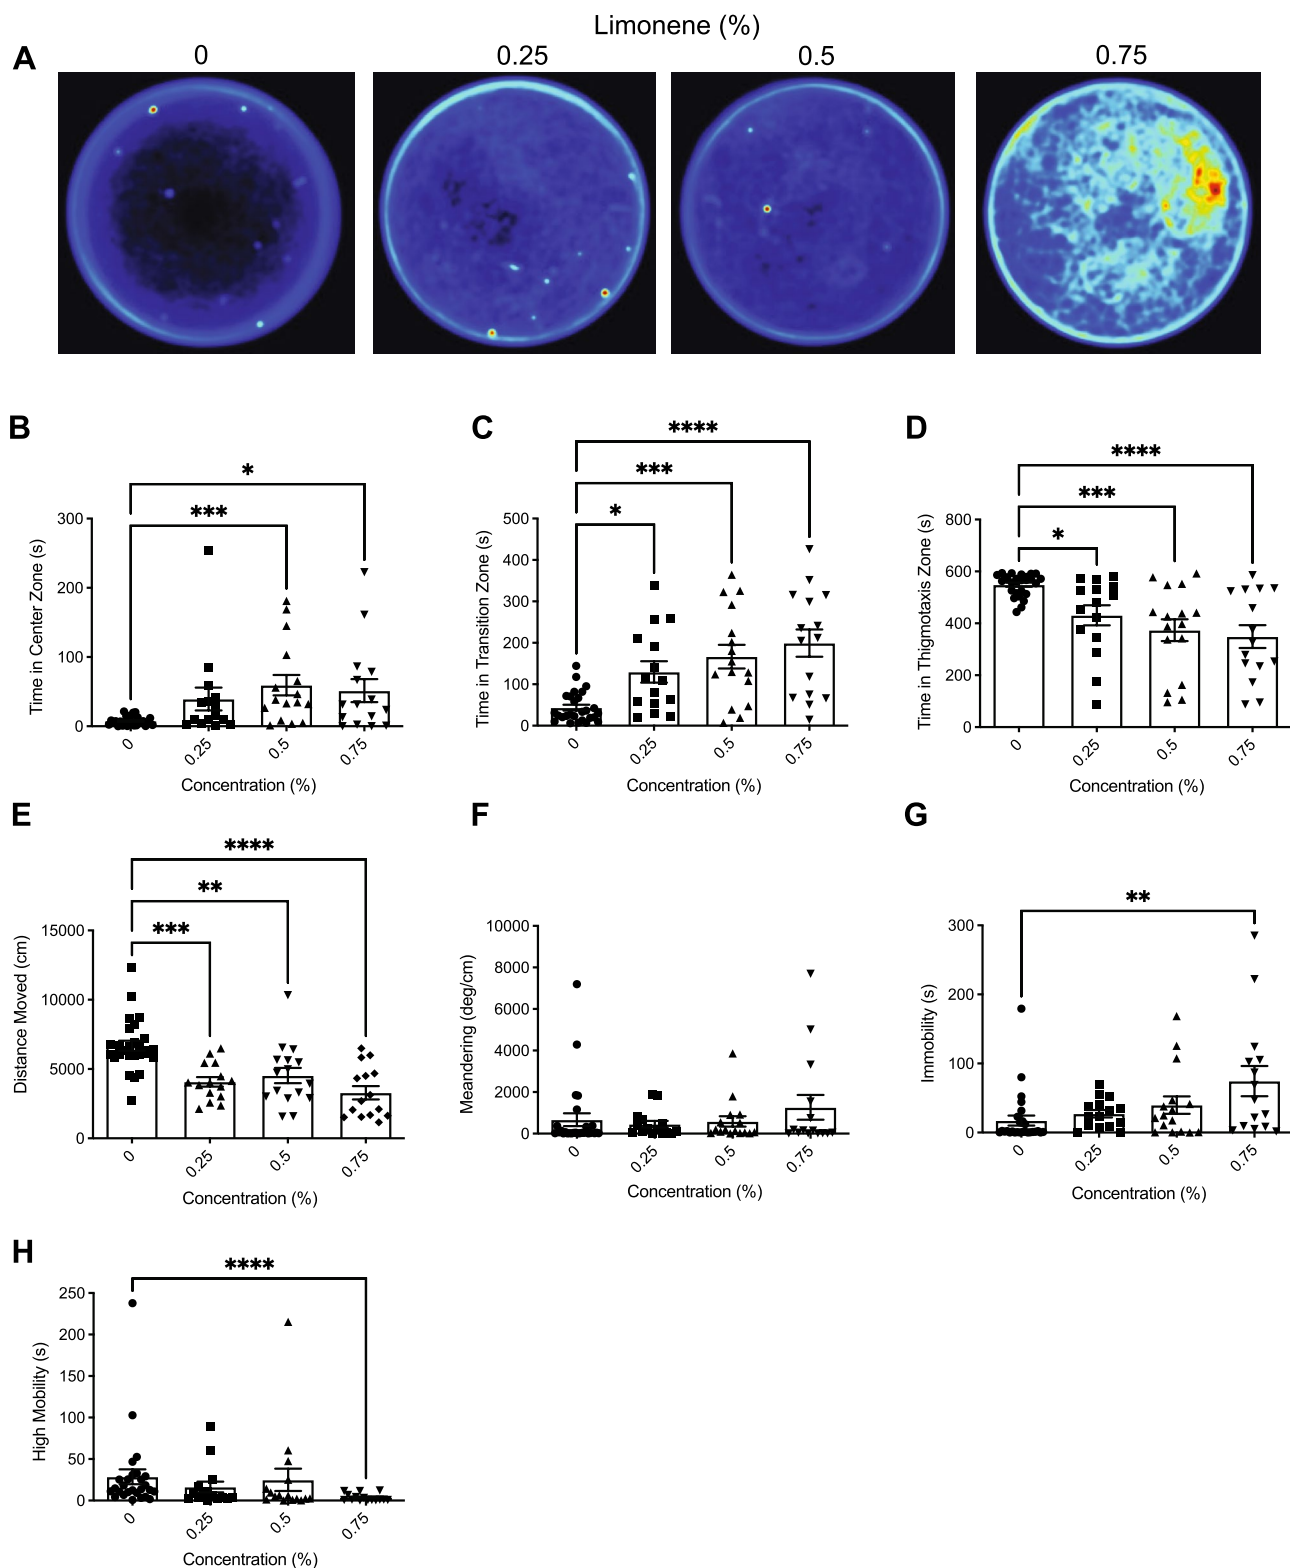 Limonene (%)
A 0 0.25 0.5 0.75
B C D
****
* *** ****
*** * ***
*
Time in Center Zone (s)
300
200
100
0
0 0.25 0.5 0.75
Concentration (%)
Time in Transition Zone (s)
500
400
300
200
100
0
0 0.25 0.5 0.75
Concentration (%)
Time in Thigmotaxis Zone (s)
800
600
400
200
0
0 0.25 0.5 0.75
Concentration (%)
E F G
****
**
***
Distance Moved (cm)
15000
10000
5000
0
0 0.25 0.5 0.75
Concentration (%)
Meandering (deg/cm)
10000
8000
6000
4000
2000
0
0 0.25 0.5 0.75
Concentration (%)
**
Immobility (s)
300
200
100
0
0 0.25 0.5 0.75
Concentration (%)
H
****
High Mobility (s)
250
200
150
100
50
0
0 0.25 0.5 0.75
Concentration (%)